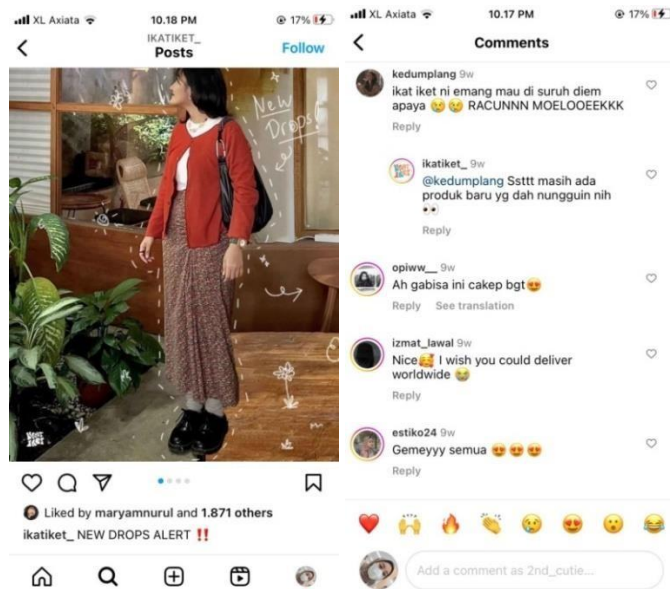 XL Axiata
10.18 PM
17%
IKATIKET_
Posts
Follow
New
Drops!
Liked by maryamnurul and 1.871 others
ikatiket_ NEW DROPS ALERT ‼️
XL Axiata
10.17 PM
17%
Comments
kedumplang 9w
ikat iket ni emang mau di suruh diem
apaya 😢😢 RACUNNN MOELOOEEKKK
Reply
ikatiket_ 9w
@kedumplang Ssttt masih ada
produk baru yg dah nungguin nih
👀
Reply
opiww__ 9w
Ah gabisa ini cakep bgt😍
Reply See translation
izmat_lawal 9w
Nice🥰 I wish you could deliver
worldwide 😭
Reply
estiko24 9w
Gemeyyy semua 😍😍😍
Reply
Add a comment as 2nd_cutie...